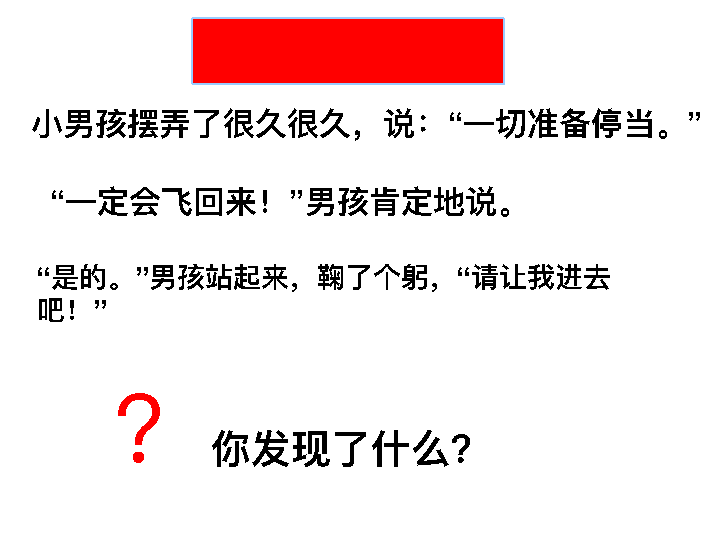 小男孩摆弄了很久很久，说：“一切准备停当。”
“一定会飞回来！”男孩肯定地说。
“是的。”男孩站起来，鞠了个躬，“请让我进去
吧！”
？ 你发现了什么?